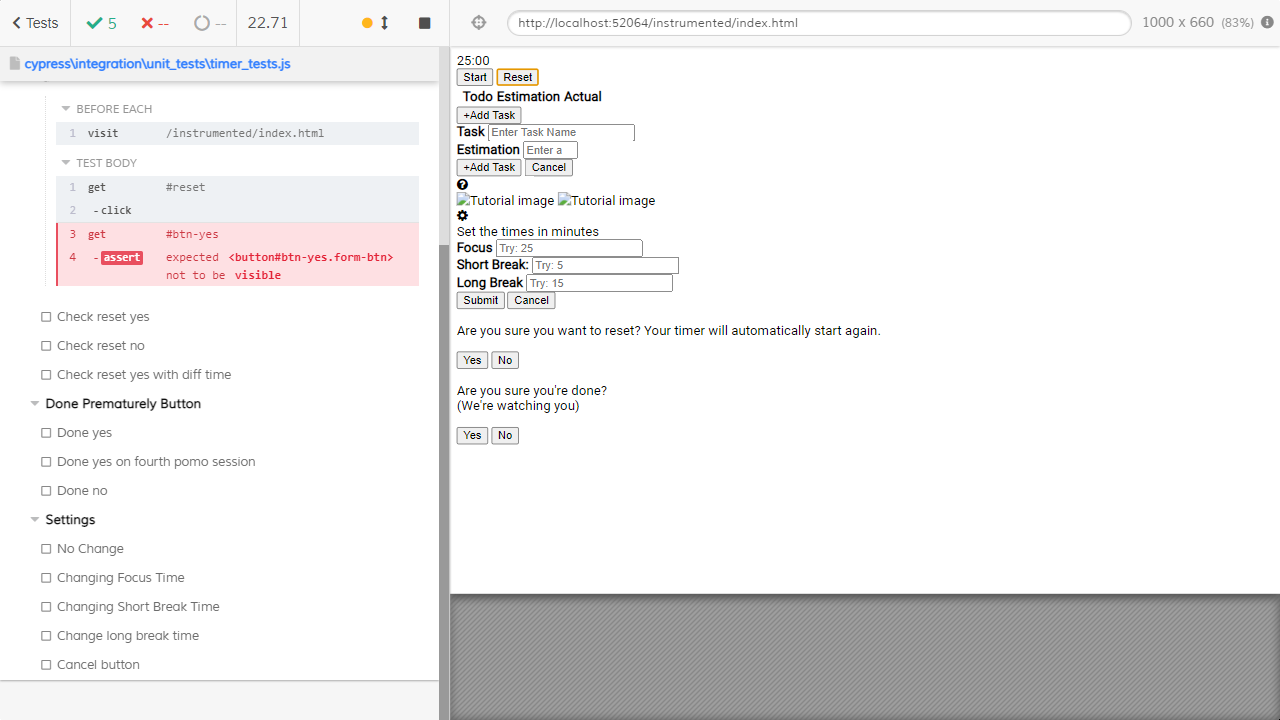 Tests 5 -- -- 22.71
http://localhost:52064/instrumented/index.html 1000 x 660 (83%)
cypress\integration\unit_tests\timer_tests.js
BEFORE EACH
1 visit /instrumented/index.html
TEST BODY
1 get #reset
2 -click
3 get #btn-yes
4 -assert expected <button#btn-yes.form-btn>
not to be visible
Check reset yes
Check reset no
Check reset yes with diff time
Done Prematurely Button
Done yes
Done yes on fourth pomo session
Done no
Settings
No Change
Changing Focus Time
Changing Short Break Time
Change long break time
Cancel button
25:00
Start Reset
Todo Estimation Actual
+Add Task
Task Enter Task Name
Estimation Enter a
+Add Task Cancel
Tutorial image Tutorial image
Set the times in minutes
Focus Try: 25
Short Break: Try: 5
Long Break Try: 15
Submit Cancel
Are you sure you want to reset? Your timer will automatically start again.
Yes No
Are you sure you're done?
(We're watching you)
Yes No